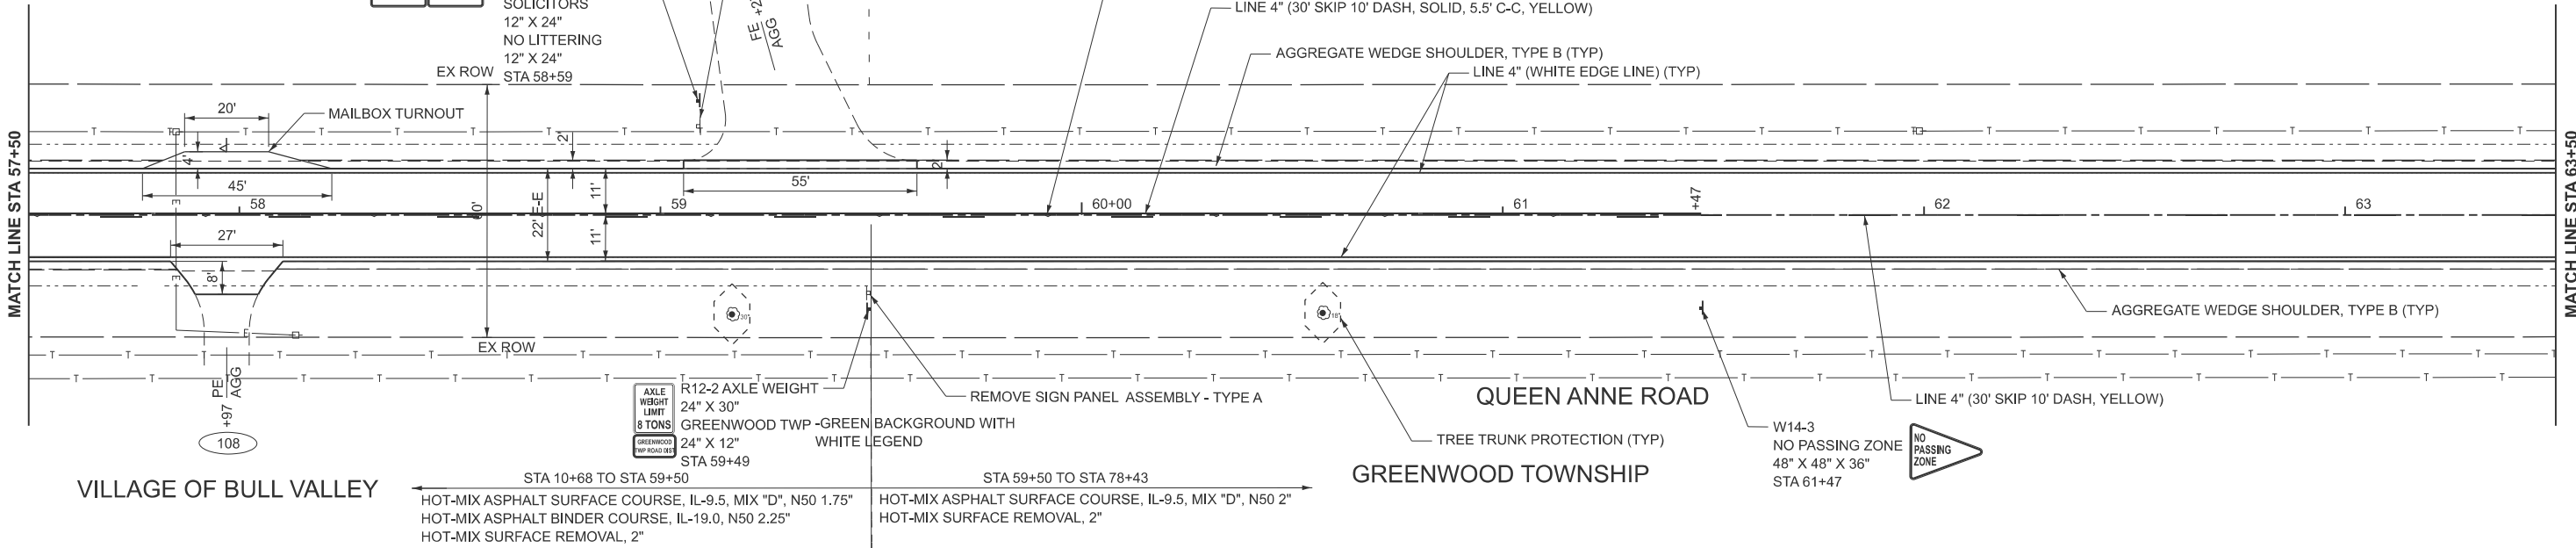 SOLICITORS
12" X 24"
NO LITTERING
12" X 24"
STA 58+59
AGG
LINE 4" (30' SKIP 10' DASH, SOLID, 5.5' C-C, YELLOW)
AGGREGATE WEDGE SHOULDER, TYPE B (TYP)
LINE 4" (WHITE EDGE LINE) (TYP)
EX ROW
20'
MAILBOX TURNOUT
MATCH LINE STA 57+50
MATCH LINE STA 63+50
4'
2'
2'
45'
55'
58
59
60+00
61
+47
62
63
22' E-E
11'
11'
27'
8'
30"
18"
AGGREGATE WEDGE SHOULDER, TYPE B (TYP)
EX ROW
PE
AGG
+97
108
AXLE
WEIGHT
LIMIT
8 TONS
GREENWOOD
TWP ROAD DIST
R12-2 AXLE WEIGHT
24" X 30"
GREENWOOD TWP -GREEN BACKGROUND WITH
24" X 12"
WHITE LEGEND
STA 59+49
REMOVE SIGN PANEL ASSEMBLY - TYPE A
QUEEN ANNE ROAD
LINE 4" (30' SKIP 10' DASH, YELLOW)
TREE TRUNK PROTECTION (TYP)
W14-3
NO PASSING ZONE
48" X 48" X 36"
STA 61+47
NO
PASSING
ZONE
VILLAGE OF BULL VALLEY
GREENWOOD TOWNSHIP
STA 10+68 TO STA 59+50
HOT-MIX ASPHALT SURFACE COURSE, IL-9.5, MIX "D", N50 1.75"
HOT-MIX ASPHALT BINDER COURSE, IL-19.0, N50 2.25"
HOT-MIX SURFACE REMOVAL, 2"
STA 59+50 TO STA 78+43
HOT-MIX ASPHALT SURFACE COURSE, IL-9.5, MIX "D", N50 2"
HOT-MIX SURFACE REMOVAL, 2"